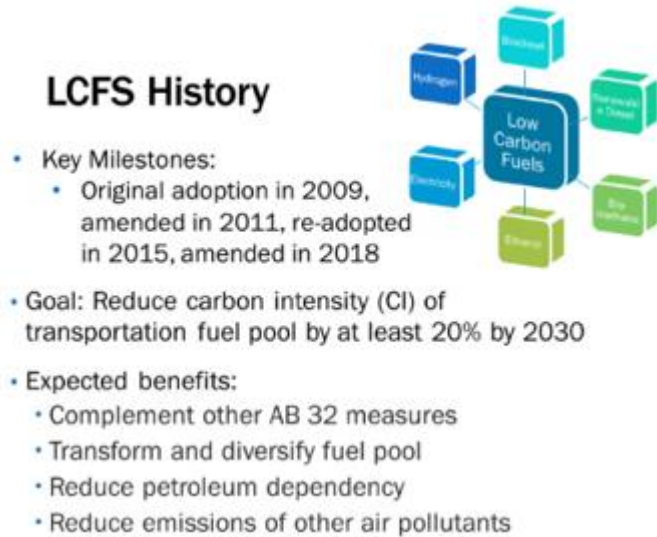 LCFS History
• Key Milestones:
• Original adoption in 2009,
amended in 2011, re-adopted
in 2015, amended in 2018
• Goal: Reduce carbon intensity (CI) of
transportation fuel pool by at least 20% by 2030
• Expected benefits:
• Complement other AB 32 measures
• Transform and diversify fuel pool
• Reduce petroleum dependency
• Reduce emissions of other air pollutants
Biodiesel
Hydrogen
Renewabl
e Diesel
Low
Carbon
Fuels
Electricity
Bio
methane
Ethanol